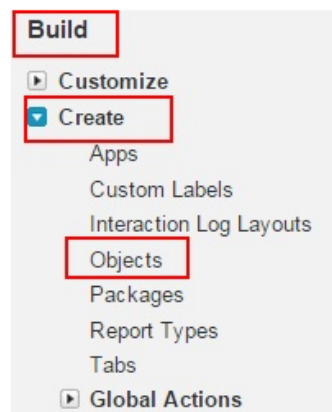 Build
Customize
Create
Apps
Custom Labels
Interaction Log Layouts
Objects
Packages
Report Types
Tabs
Global Actions